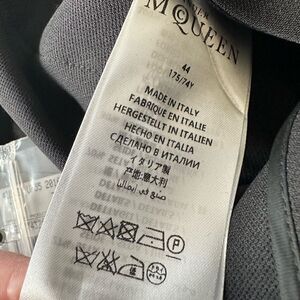 McQUEEN
44
175/74Y
MADE IN ITALY
FABRIQUE EN ITALIE
HERGESTELLT IN ITALIEN
HECHO EN ITALIA
СДЕЛАНО В ИТАЛИИ
イタリア製
产地:意大利
صنع في إيطاليا
P